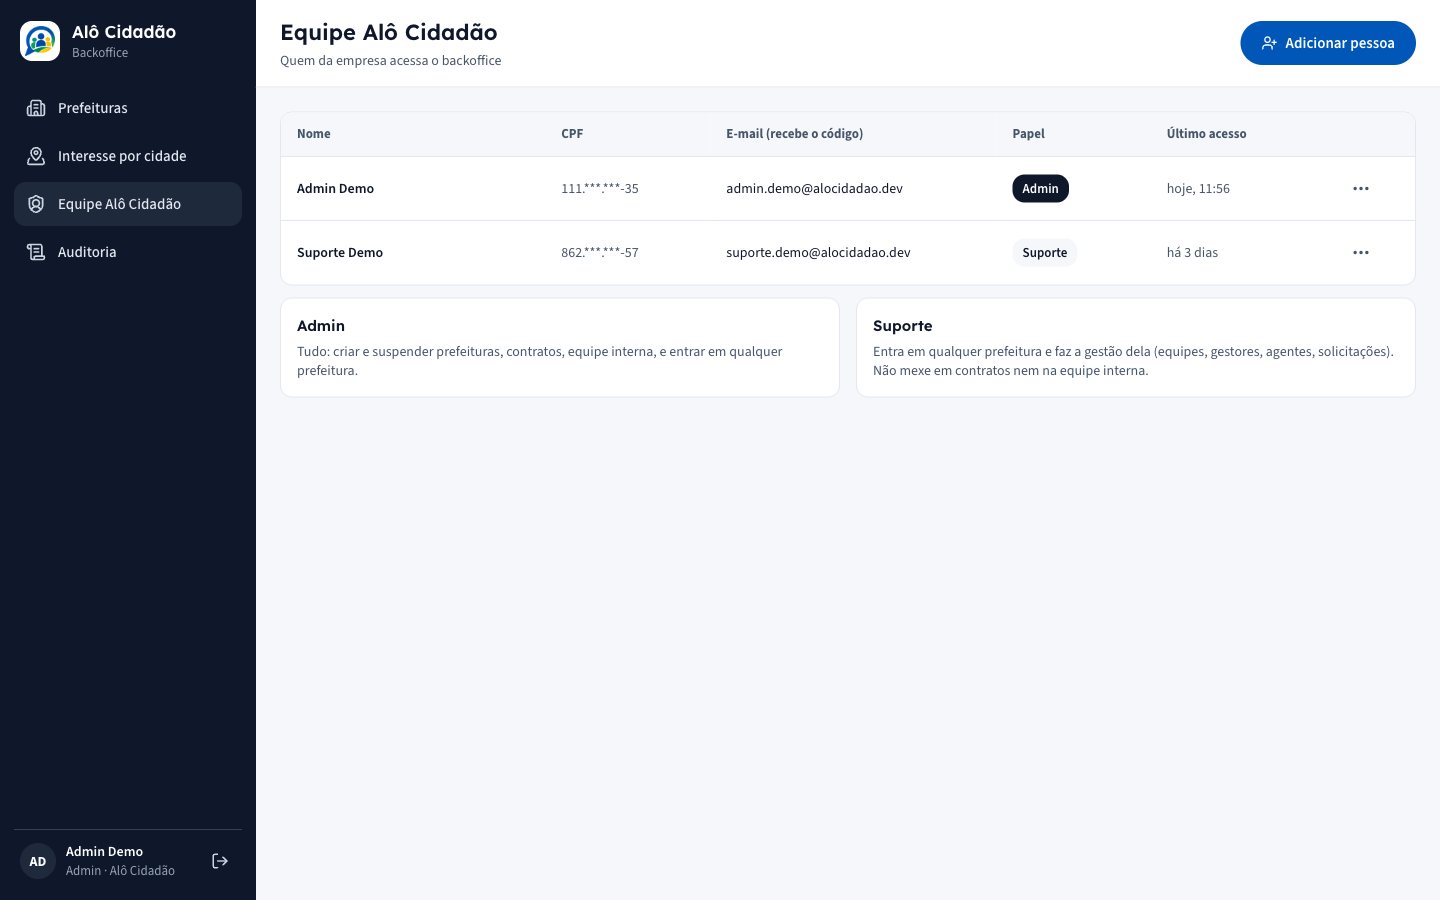 Alô Cidadão
Backoffice
Prefeituras
Interesse por cidade
Equipe Alô Cidadão
Auditoria
AD
Admin Demo
Admin · Alô Cidadão
Equipe Alô Cidadão
Quem da empresa acessa o backoffice
Adicionar pessoa
Nome CPF E-mail (recebe o código) Papel Último acesso
Admin Demo 111.***.***-35 admin.demo@alocidadao.dev Admin hoje, 11:56
Suporte Demo 862.***.***-57 suporte.demo@alocidadao.dev Suporte há 3 dias
Admin
Tudo: criar e suspender prefeituras, contratos, equipe interna, e entrar em qualquer
prefeitura.
Suporte
Entra em qualquer prefeitura e faz a gestão dela (equipes, gestores, agentes, solicitações).
Não mexe em contratos nem na equipe interna.